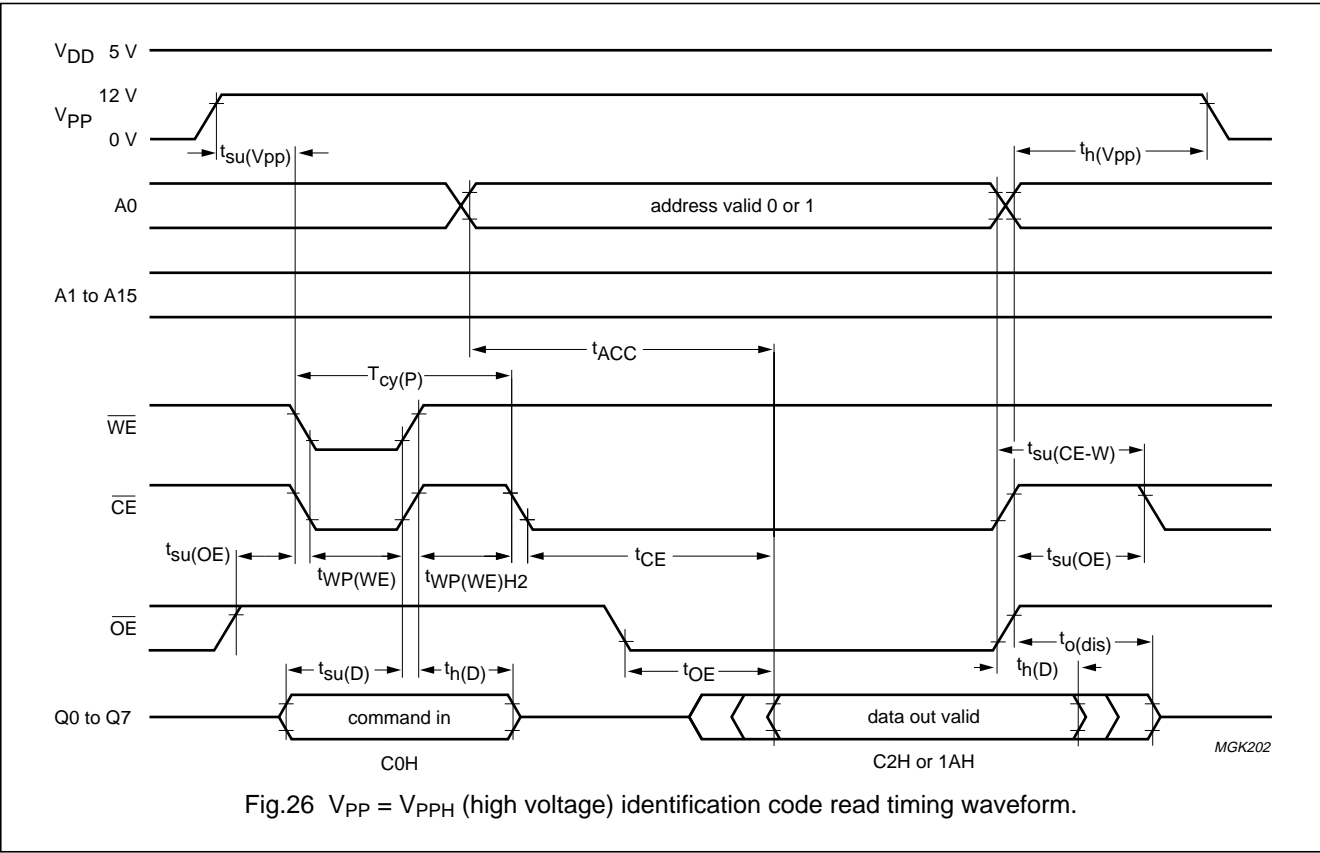 VDD 5 V
12 V
VPP
0 V
tsu(Vpp)
th(Vpp)
A0
address valid 0 or 1
A1 to A15
tACC
Tcy(P)
WE
tsu(CE-W)
CE
tsu(OE)
tWP(WE)
tWP(WE)H2
tCE
tsu(OE)
OE
to(dis)
tsu(D)
th(D)
tOE
th(D)
Q0 to Q7
command in
data out valid
MGK202
C0H
C2H or 1AH
Fig.26 VPP = VPPH (high voltage) identification code read timing waveform.